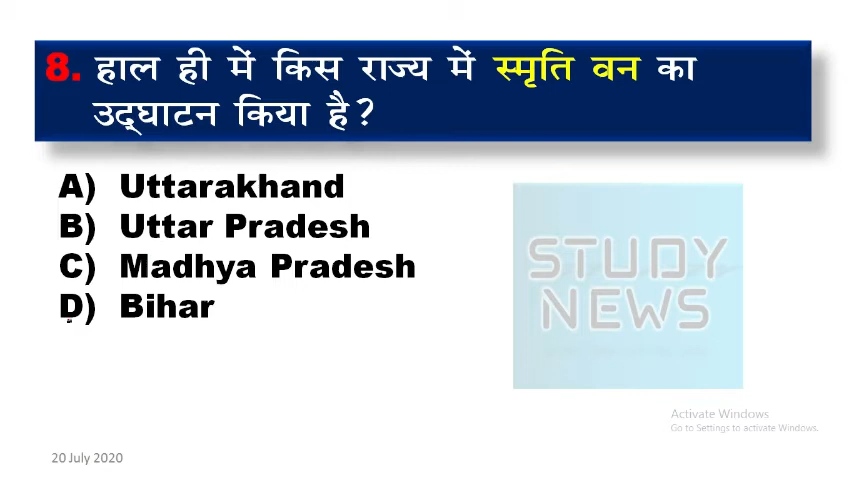 8. हाल ही में किस राज्य में स्मृति वन का
उद्घाटन किया है?
A) Uttarakhand
B) Uttar Pradesh
C) Madhya Pradesh
D) Bihar
STUDY
NEWS
Activate Windows
Go to Settings to activate Windows.
20 July 2020